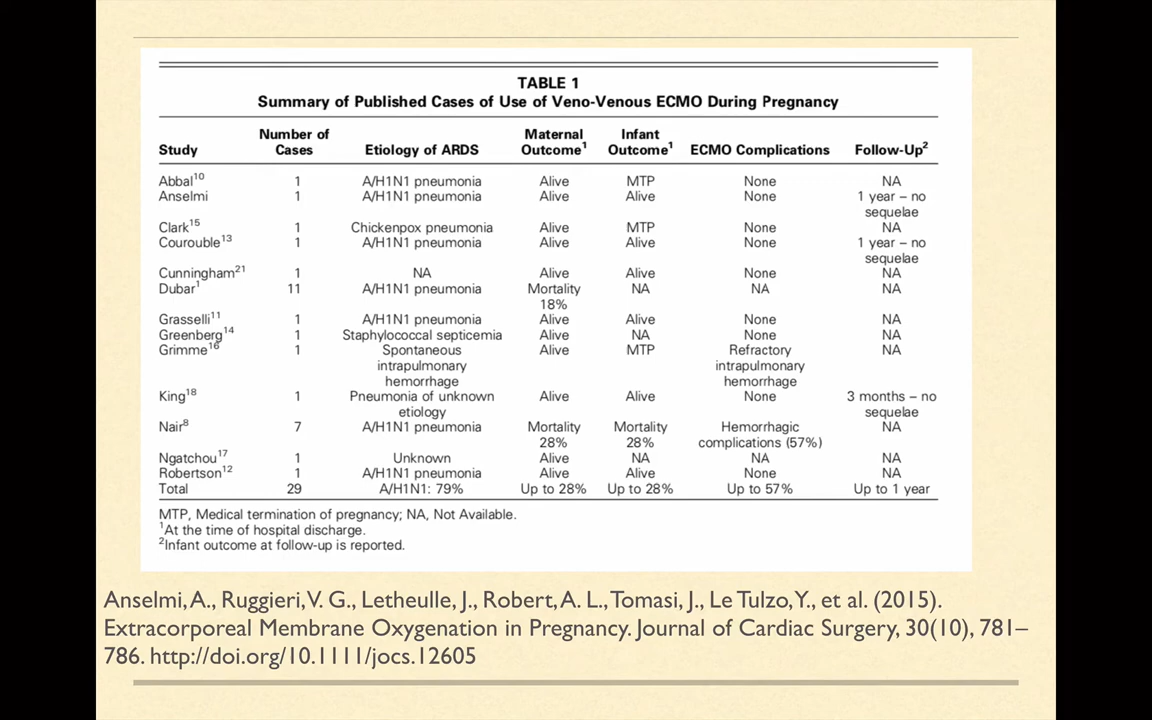 TABLE 1
Summary of Published Cases of Use of Veno-Venous ECMO During Pregnancy
Study | Number of Cases | Etiology of ARDS | Maternal Outcome¹ | Infant Outcome¹ | ECMO Complications | Follow-Up²
Abbal¹⁰ | 1 | A/H1N1 pneumonia | Alive | MTP | None | NA
Anselmi | 1 | A/H1N1 pneumonia | Alive | Alive | None | 1 year – no sequelae
Clark¹⁵ | 1 | Chickenpox pneumonia | Alive | MTP | None | NA
Courouble¹³ | 1 | A/H1N1 pneumonia | Alive | Alive | None | 1 year – no sequelae
Cunningham²¹ | 1 | NA | Alive | Alive | None | NA
Dubar¹ | 11 | A/H1N1 pneumonia | Mortality 18% | NA | NA | NA
Grasselli¹¹ | 1 | A/H1N1 pneumonia | Alive | Alive | None | NA
Greenberg¹⁴ | 1 | Staphylococcal septicemia | Alive | NA | None | NA
Grimme¹⁶ | 1 | Spontaneous intrapulmonary hemorrhage | Alive | MTP | Refractory intrapulmonary hemorrhage | NA
King¹⁸ | 1 | Pneumonia of unknown etiology | Alive | Alive | None | 3 months – no sequelae
Nair⁸ | 7 | A/H1N1 pneumonia | Mortality 28% | Mortality 28% | Hemorrhagic complications (57%) | NA
Ngatchou¹⁷ | 1 | Unknown | Alive | NA | NA | NA
Robertson¹² | 1 | A/H1N1 pneumonia | Alive | Alive | None | NA
Total | 29 | A/H1N1: 79% | Up to 28% | Up to 28% | Up to 57% | Up to 1 year
MTP, Medical termination of pregnancy; NA, Not Available.
¹At the time of hospital discharge.
²Infant outcome at follow-up is reported.
Anselmi, A., Ruggieri, V. G., Letheulle, J., Robert, A. L., Tomasi, J., Le Tulzo, Y., et al. (2015).
Extracorporeal Membrane Oxygenation in Pregnancy. Journal of Cardiac Surgery, 30(10), 781–
786. http://doi.org/10.1111/jocs.12605